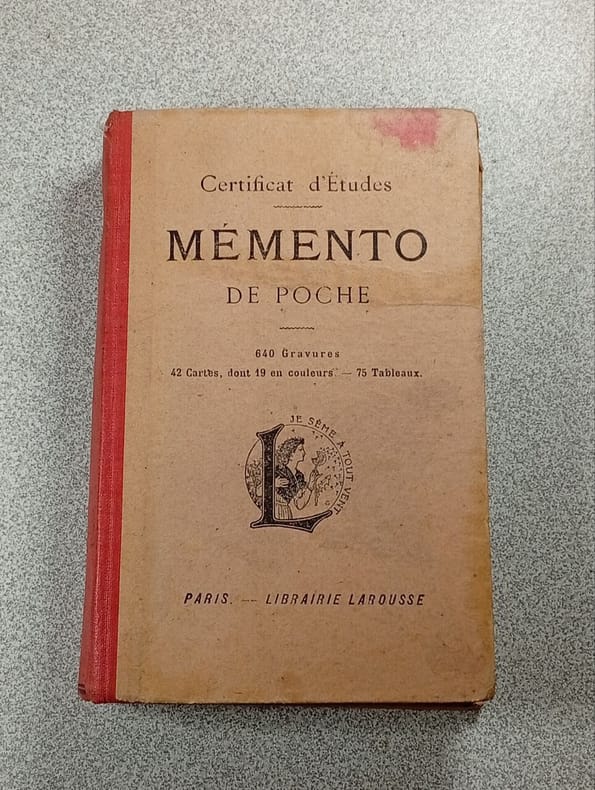 Certificat d'Études
MÉMENTO
DE POCHE
640 Gravures
42 Cartes, dont 19 en couleurs. — 75 Tableaux.
JE SÈME À TOUT VENT
L
PARIS. — LIBRAIRIE LAROUSSE